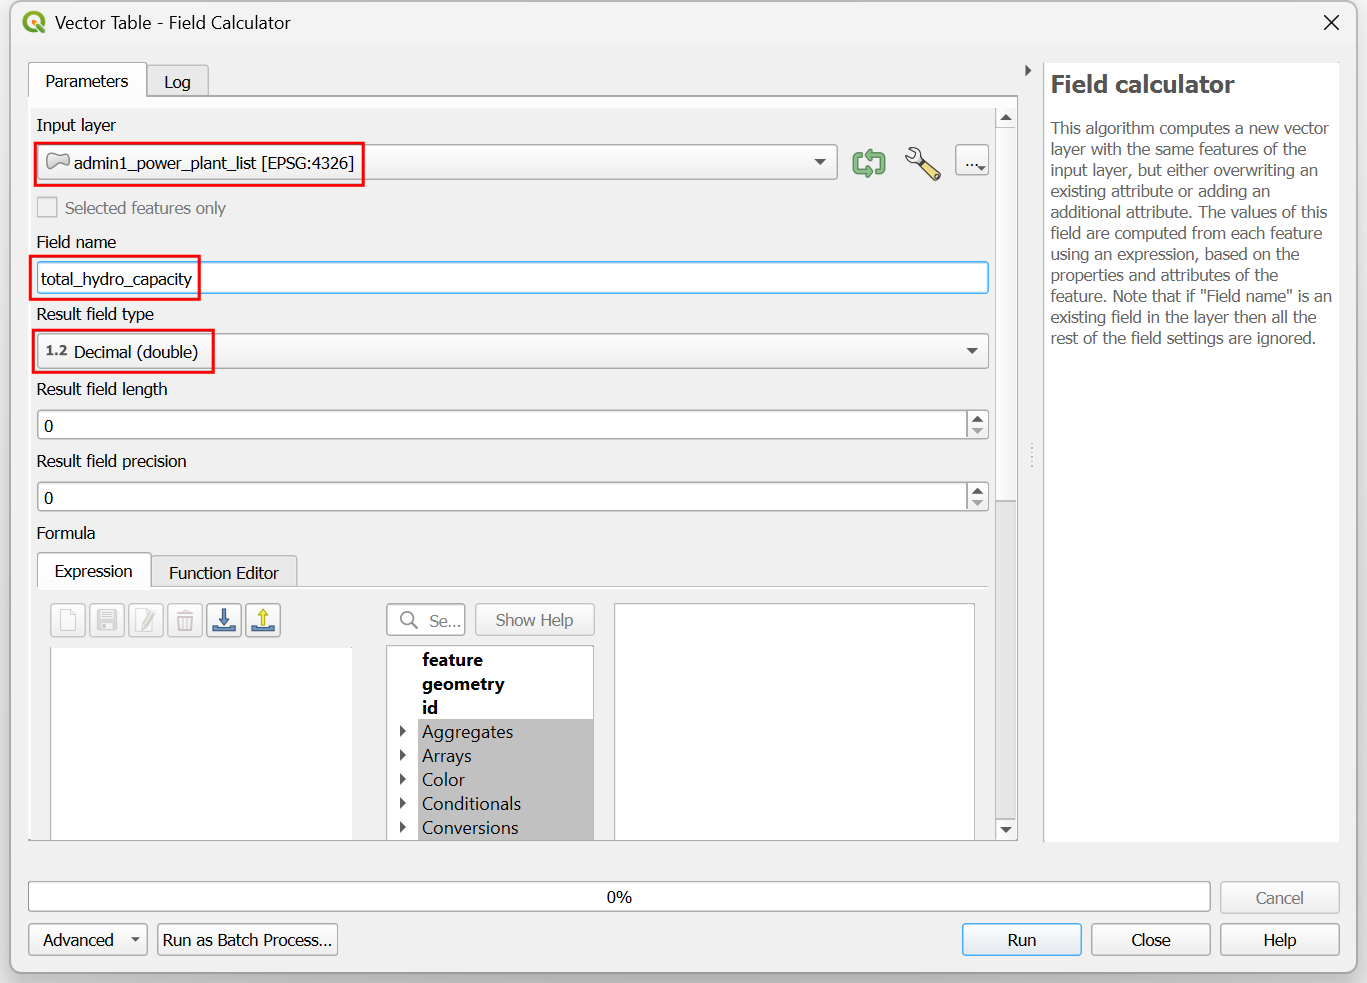 Vector Table - Field Calculator
Parameters
Log
Input layer
admin1_power_plant_list [EPSG:4326]
...
Selected features only
Field name
total_hydro_capacity
Result field type
1.2 Decimal (double)
Result field length
0
Result field precision
0
Formula
Expression
Function Editor
Se...
Show Help
feature
geometry
id
Aggregates
Arrays
Color
Conditionals
Conversions
Field calculator
This algorithm computes a new vector
layer with the same features of the
input layer, but either overwriting an
existing attribute or adding an
additional attribute. The values of this
field are computed from each feature
using an expression, based on the
properties and attributes of the
feature. Note that if "Field name" is an
existing field in the layer then all the
rest of the field settings are ignored.
0%
Cancel
Advanced
Run as Batch Process...
Run
Close
Help